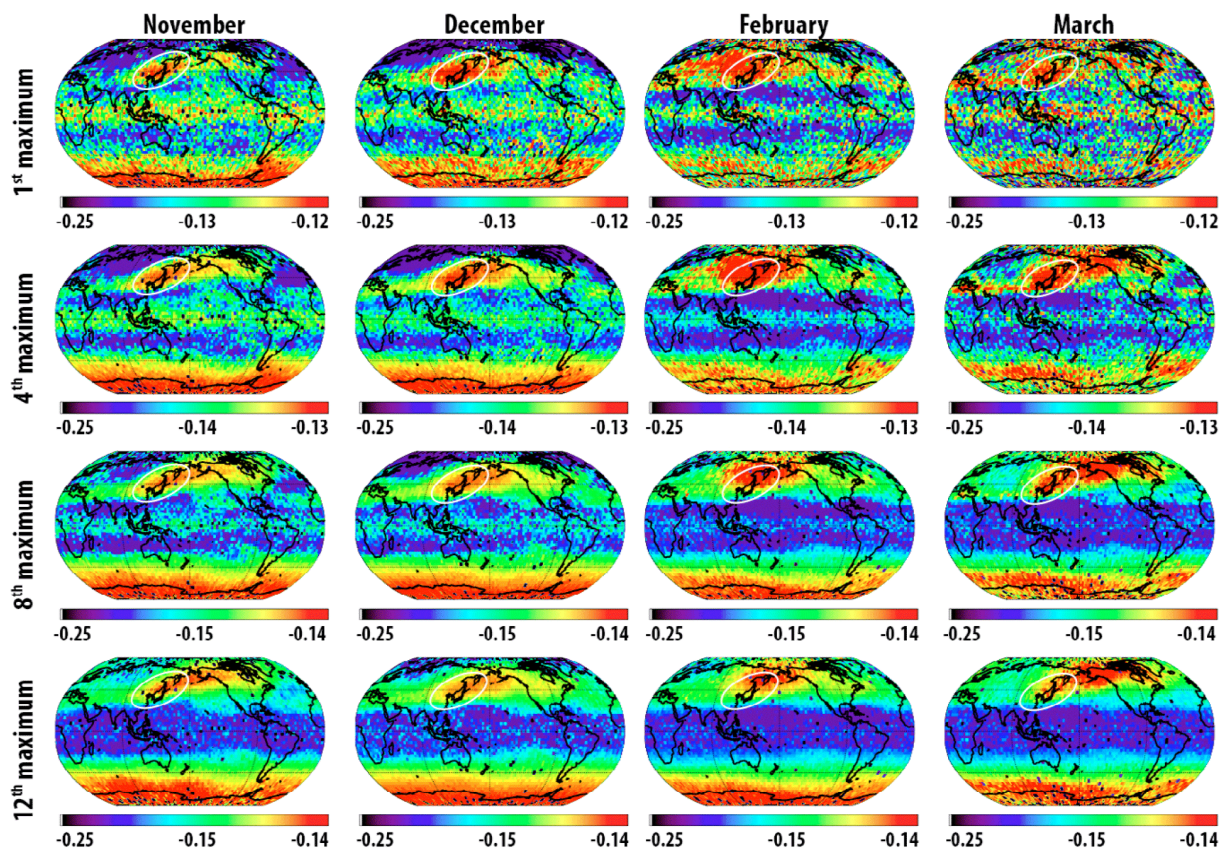 November December February March
1st maximum
-0.25 -0.13 -0.12 -0.25 -0.13 -0.12 -0.25 -0.13 -0.12 -0.25 -0.13 -0.12
4th maximum
-0.25 -0.14 -0.13 -0.25 -0.14 -0.13 -0.25 -0.14 -0.13 -0.25 -0.14 -0.13
8th maximum
-0.25 -0.15 -0.14 -0.25 -0.15 -0.14 -0.25 -0.15 -0.14 -0.25 -0.15 -0.14
12th maximum
-0.25 -0.15 -0.14 -0.25 -0.15 -0.14 -0.25 -0.15 -0.14 -0.25 -0.15 -0.14